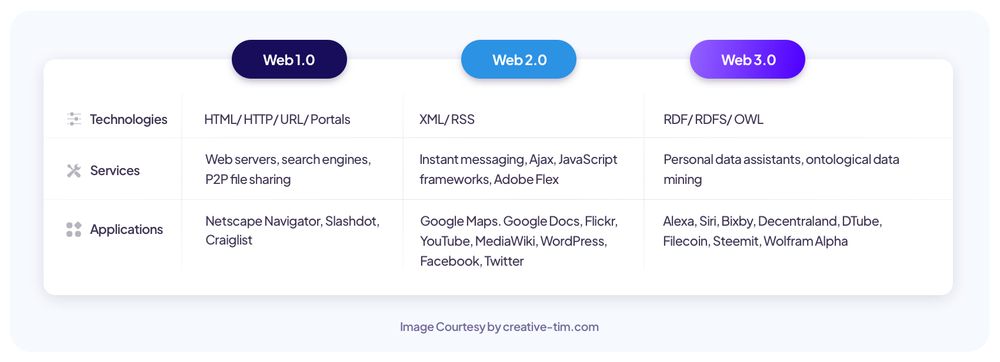 Web 1.0 Web 2.0 Web 3.0
Technologies HTML/ HTTP/ URL/ Portals XML/ RSS RDF/ RDFS/ OWL
Services
Web servers, search engines,
P2P file sharing
Instant messaging, Ajax, JavaScript
frameworks, Adobe Flex
Personal data assistants, ontological data
mining
Applications
Netscape Navigator, Slashdot,
Craiglist
Google Maps. Google Docs, Flickr,
YouTube, MediaWiki, WordPress,
Facebook, Twitter
Alexa, Siri, Bixby, Decentraland, DTube,
Filecoin, Steemit, Wolfram Alpha
Image Courtesy by creative-tim.com